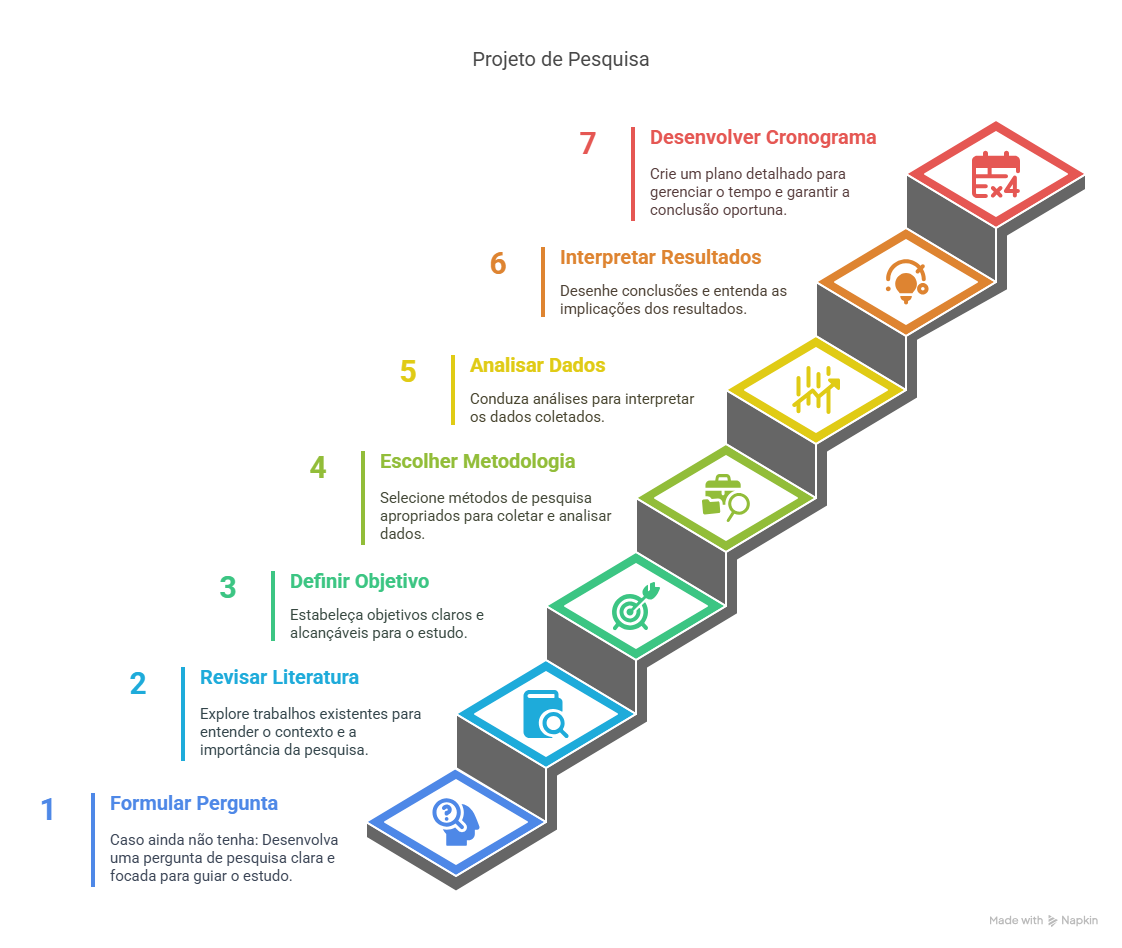 Projeto de Pesquisa
7
Desenvolver Cronograma
Crie um plano detalhado para
gerenciar o tempo e garantir a
conclusão oportuna.
x4
6
Interpretar Resultados
Desenhe conclusões e entenda as
implicações dos resultados.
5
Analisar Dados
Conduza análises para interpretar
os dados coletados.
4
Escolher Metodologia
Selecione métodos de pesquisa
apropriados para coletar e analisar
dados.
3
Definir Objetivo
Estabeleça objetivos claros e
alcançáveis para o estudo.
2
Revisar Literatura
Explore trabalhos existentes para
entender o contexto e a
importância da pesquisa.
1
Formular Pergunta
Caso ainda não tenha: Desenvolva
uma pergunta de pesquisa clara e
focada para guiar o estudo.
?
Made with Napkin